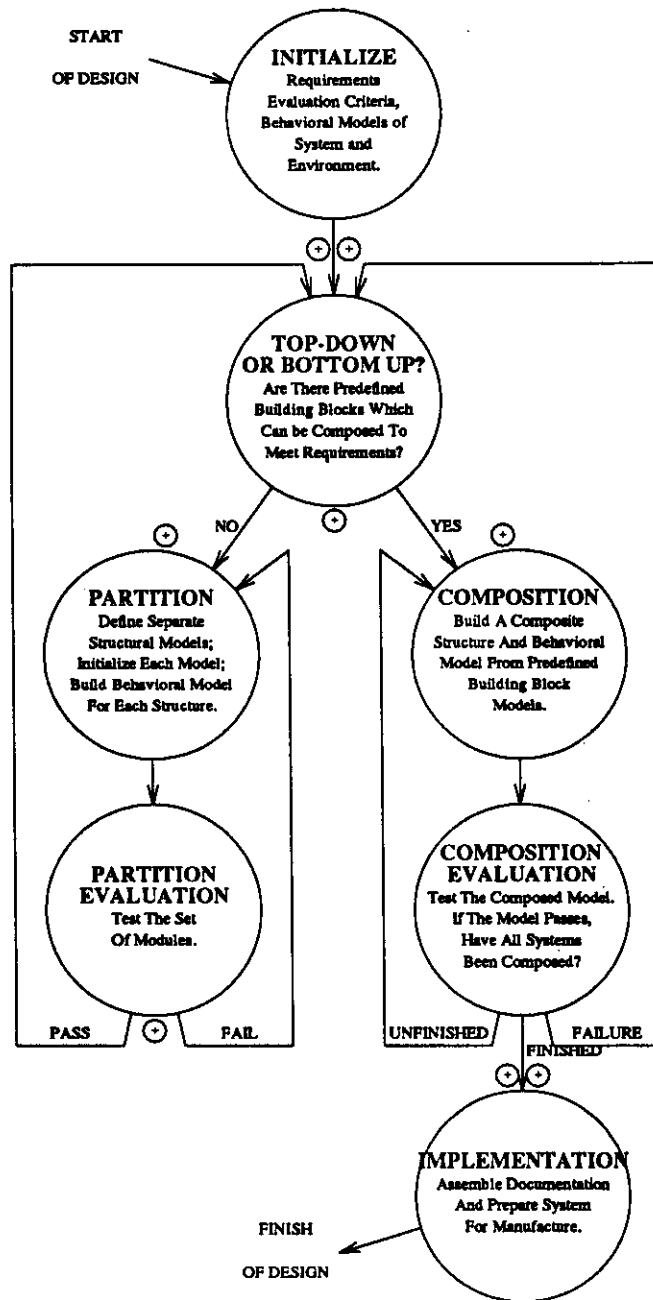 START
OF DESIGN
INITIALIZE
Requirements
Evaluation Criteria,
Behavioral Models of
System and
Environment.
+ +
TOP-DOWN
OR BOTTOM UP?
Are There Predefined
Building Blocks Which
Can be Composed To
Meet Requirements?
+
NO
YES
+
+
PARTITION
Define Separate
Structural Models;
Initialize Each Model;
Build Behavioral Model
For Each Structure.
COMPOSITION
Build A Composite
Structure And Behavioral
Model From Predefined
Building Block
Models.
PARTITION
EVALUATION
Test The Set
Of Modules.
COMPOSITION
EVALUATION
Test The Composed Model.
If The Model Passes,
Have All Systems
Been Composed?
PASS
+
FAIL
UNFINISHED
FINISHED
FAILURE
+ +
IMPLEMENTATION
Assemble Documentation
And Prepare System
For Manufacture.
FINISH
OF DESIGN